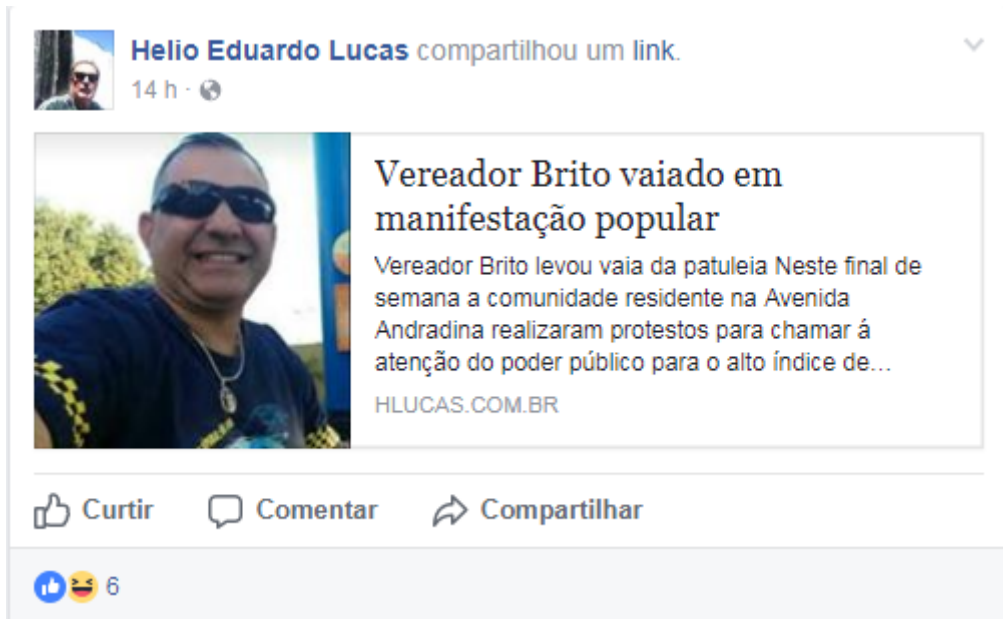 Helio Eduardo Lucas compartilhou um link.
14 h ·
Vereador Brito vaiado em
manifestação popular
Vereador Brito levou vaia da patuleia Neste final de
semana a comunidade residente na Avenida
Andradina realizaram protestos para chamar á
atenção do poder público para o alto índice de...
HLUCAS.COM.BR
Curtir Comentar Compartilhar
6